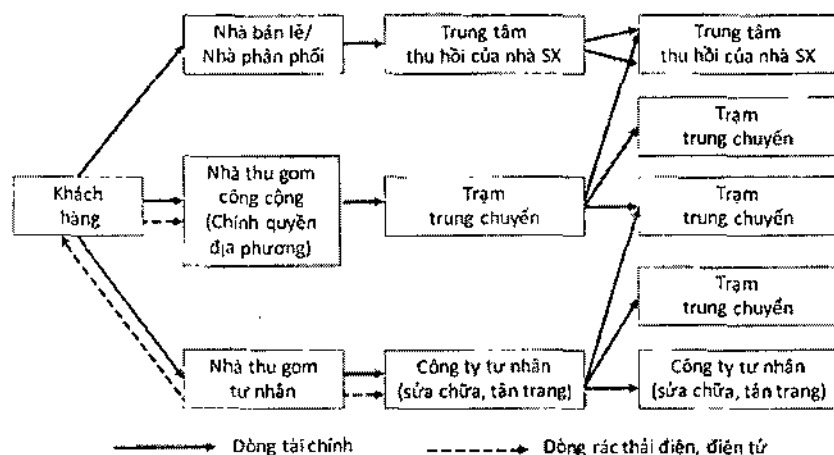 Nhà bán lẻ/
Nhà phân phối
Trung tâm
thu hồi của nhà SX
Trung tâm
thu hồi của nhà SX
Trạm
trung chuyển
Khách
hàng
Nhà thu gom
công cộng
(Chính quyền
địa phương)
Trạm
trung chuyển
Trạm
trung chuyển
Trạm
trung chuyển
Nhà thu gom
tư nhân
Công ty tư nhân
(sửa chữa, tân trang)
Công ty tư nhân
(sửa chữa, tân trang)
Dòng tài chính
Dòng rác thải điện, điện tử